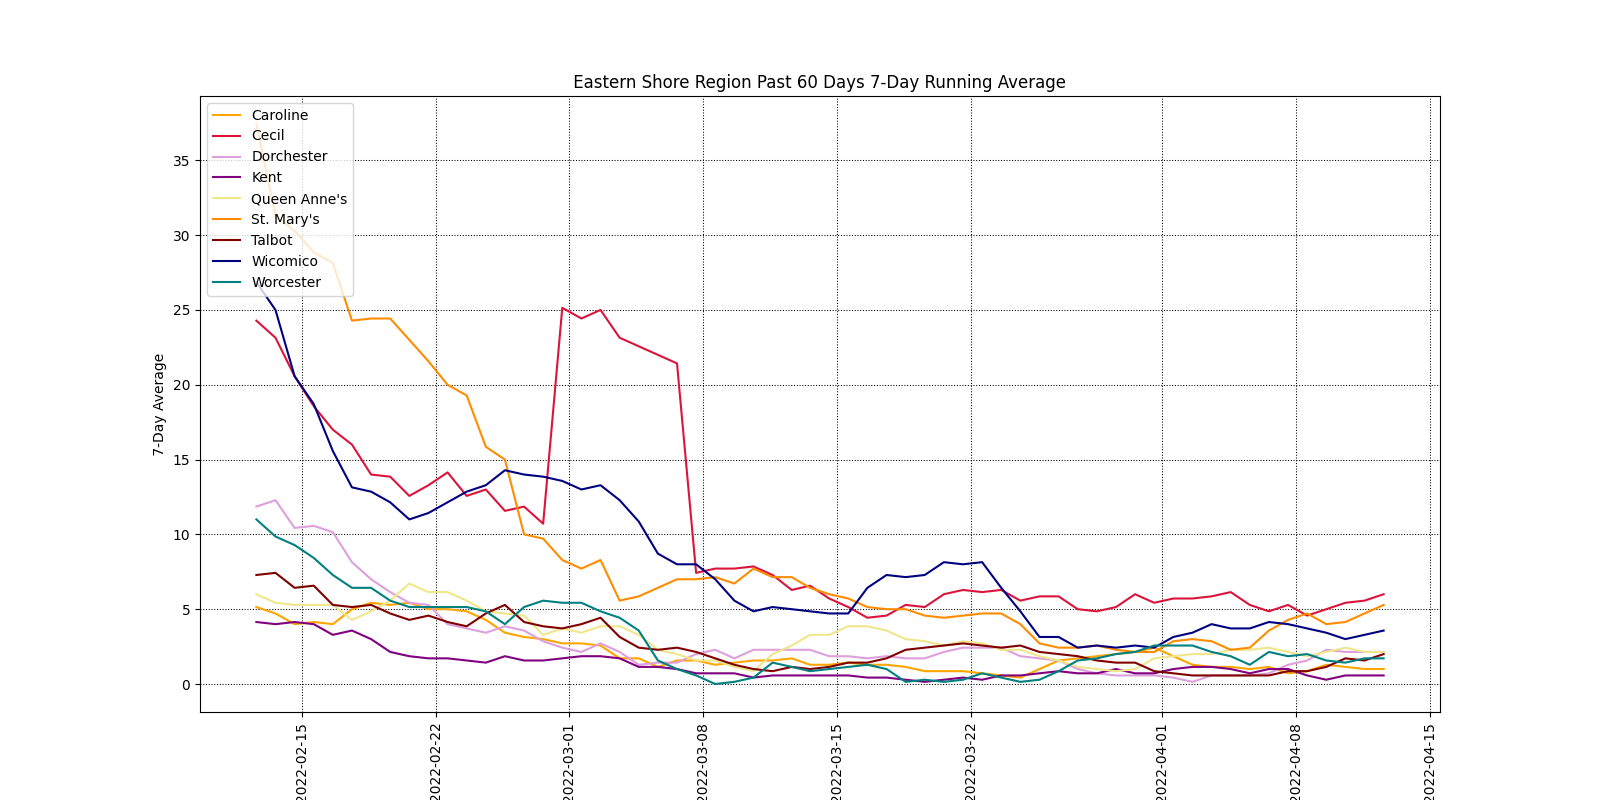 Eastern Shore Region Past 60 Days 7-Day Running Average
Caroline
Cecil
Dorchester
Kent
Queen Anne's
St. Mary's
Talbot
Wicomico
Worcester
7-Day Average
35
30
25
20
15
10
5
0
2022-02-15
2022-02-22
2022-03-01
2022-03-08
2022-03-15
2022-03-22
2022-04-01
2022-04-08
2022-04-15